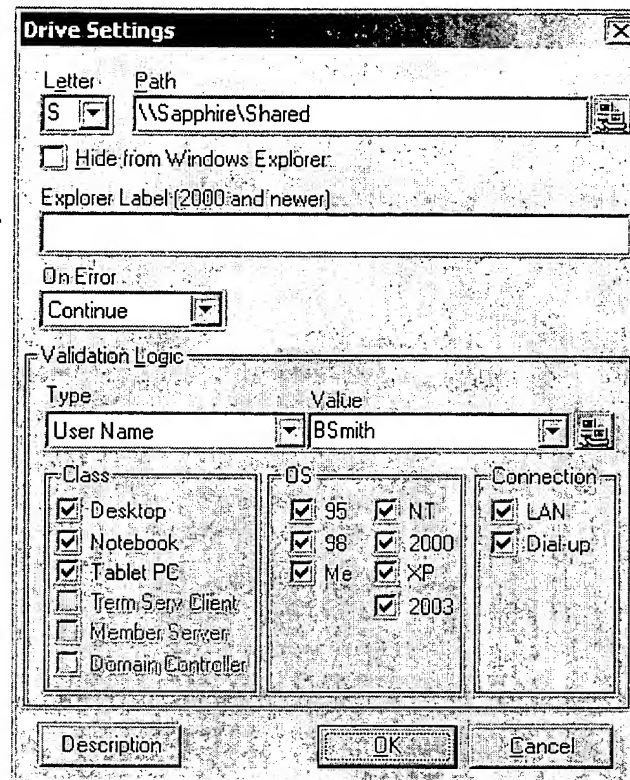 Drive Settings
Letter Path
S \\Sapphire\Shared
Hide from Windows Explorer
Explorer Label (2000 and newer)
On Error
Continue
Validation Logic
Type Value
User Name BSmith
Class OS Connection
Desktop 95 NT LAN
Notebook 98 2000 Dial-up
Tablet PC Me XP
Term Serv Client 2003
Member Server
Domain Controller
Description OK Cancel